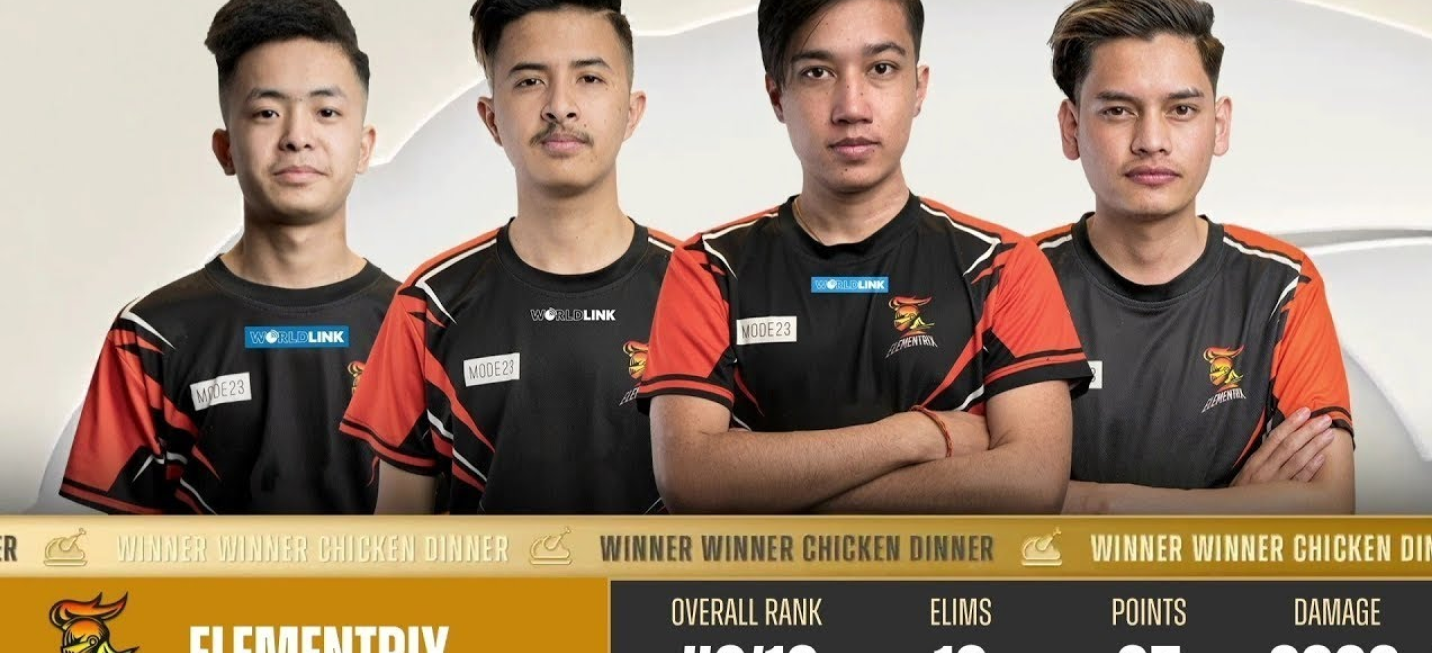 WORLDLINK
MODE23
WORLDLINK
MODE23
WORLDLINK
MODE23
ELEMENTRIX
ELEMENTRIX
WINNER WINNER CHICKEN DINNER
WINNER WINNER CHICKEN DINNER
WINNER WINNER CHICKEN
ELEMENTRIX
OVERALL RANK
ELIMS
POINTS
DAMAGE